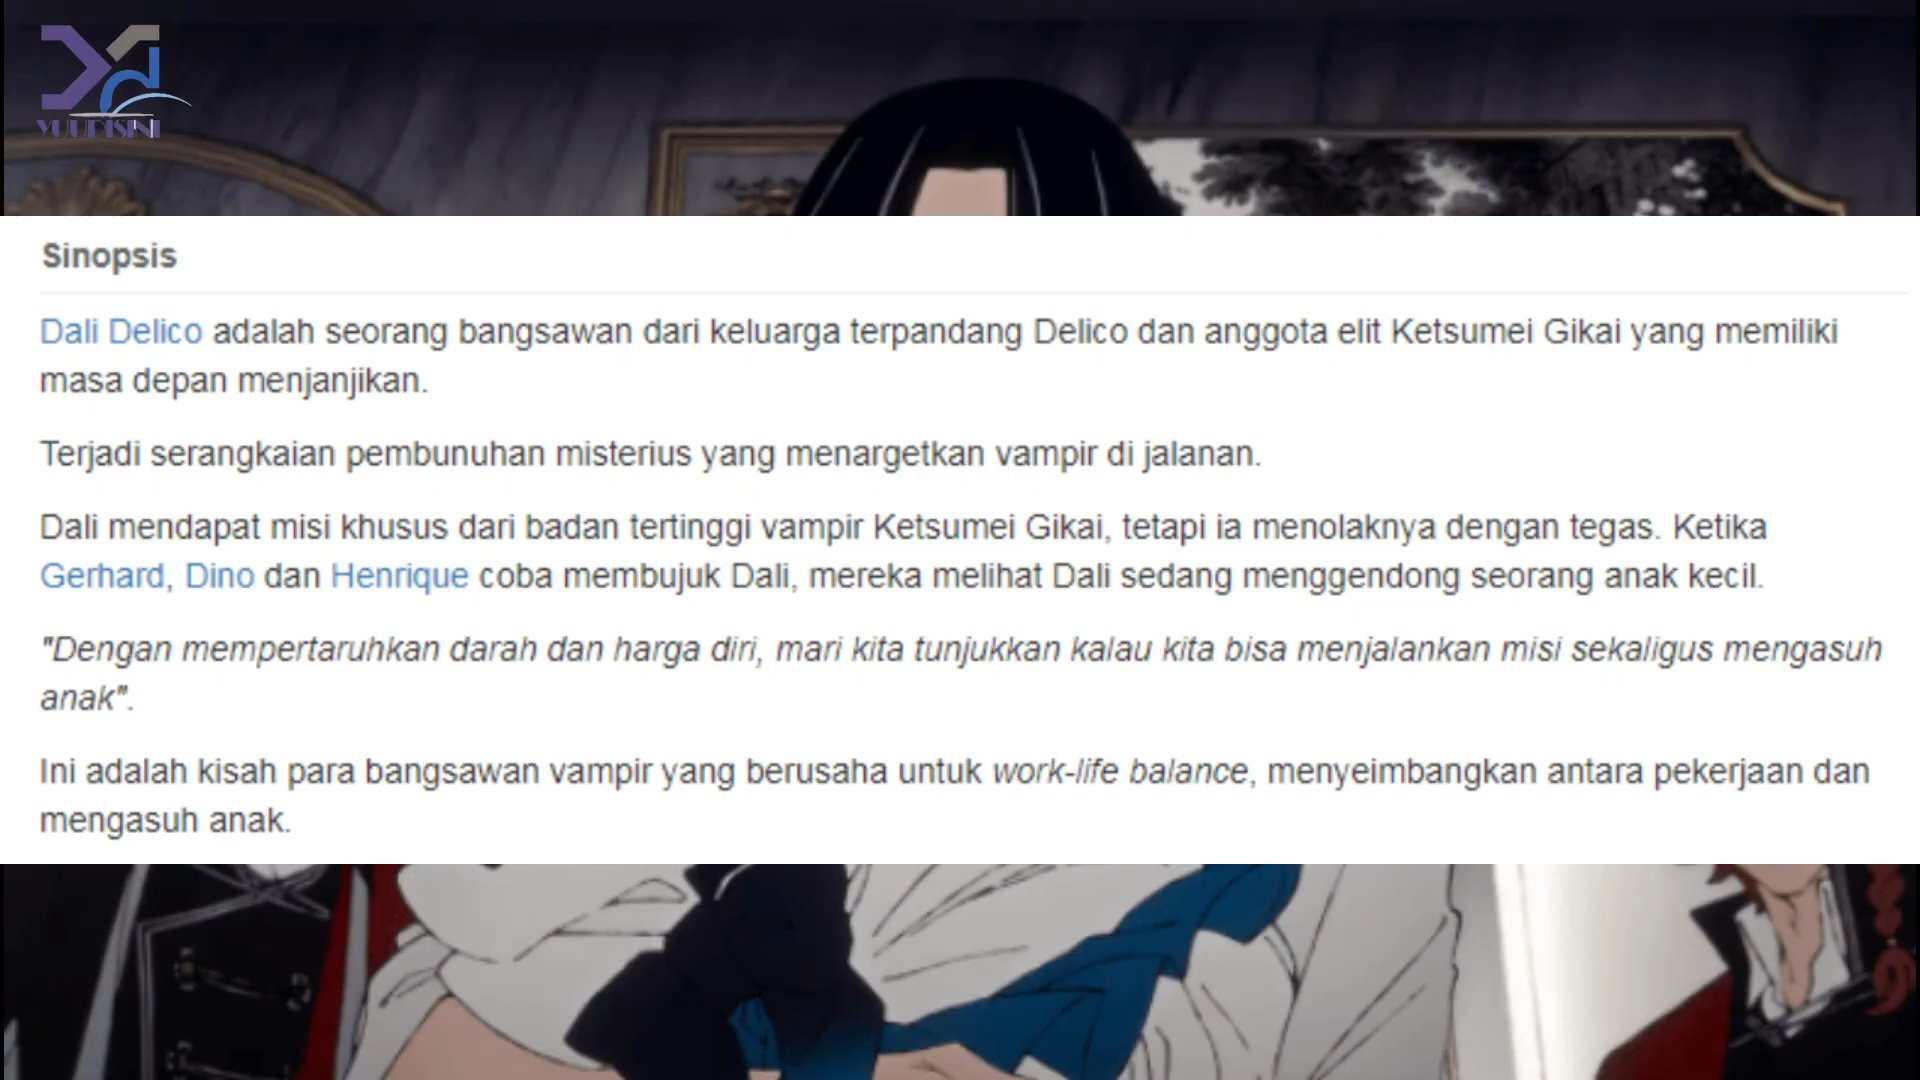 YUUDISINI
Sinopsis
Dali Delico adalah seorang bangsawan dari keluarga terpandang Delico dan anggota elit Ketsumei Gikai yang memiliki
masa depan menjanjikan.
Terjadi serangkaian pembunuhan misterius yang menargetkan vampir di jalanan.
Dali mendapat misi khusus dari badan tertinggi vampir Ketsumei Gikai, tetapi ia menolaknya dengan tegas. Ketika
Gerhard, Dino dan Henrique coba membujuk Dali, mereka melihat Dali sedang menggendong seorang anak kecil.
"Dengan mempertaruhkan darah dan harga diri, mari kita tunjukkan kalau kita bisa menjalankan misi sekaligus mengasuh
anak".
Ini adalah kisah para bangsawan vampir yang berusaha untuk work-life balance, menyeimbangkan antara pekerjaan dan
mengasuh anak.